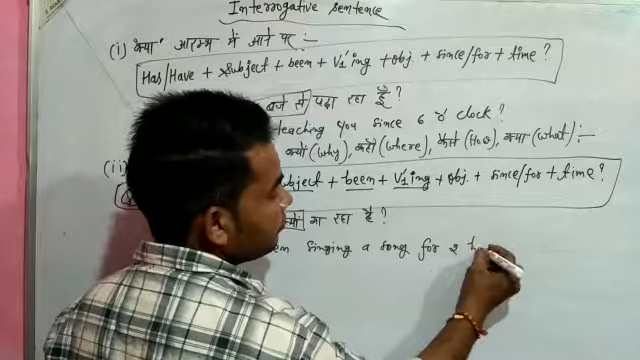 Interrogative Sentence
(i) क्या आरम्भ में आने पर :-
Has/Have + Subject + been + V1 ing + obj. + since/for + time ?
बजे से पढ़ा रहा हूँ ?
teaching you since 6 o' clock ?
(ii) क्यों (why), कहाँ (where), कैसे (How), क्या (what) :-
bject + been + V1 ing + obj. + since/for + time ?
गा रहा है ?
singing a song for 2